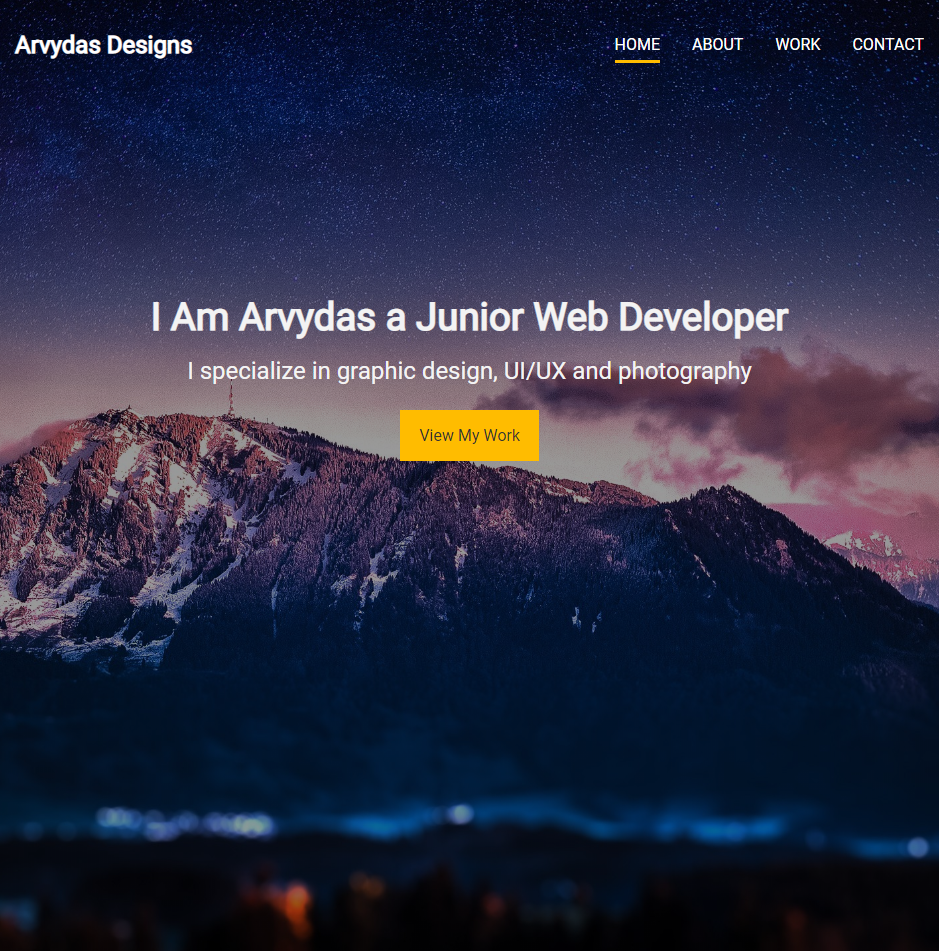 Arvydas Designs
HOME ABOUT WORK CONTACT
I Am Arvydas a Junior Web Developer
I specialize in graphic design, UI/UX and photography
View My Work